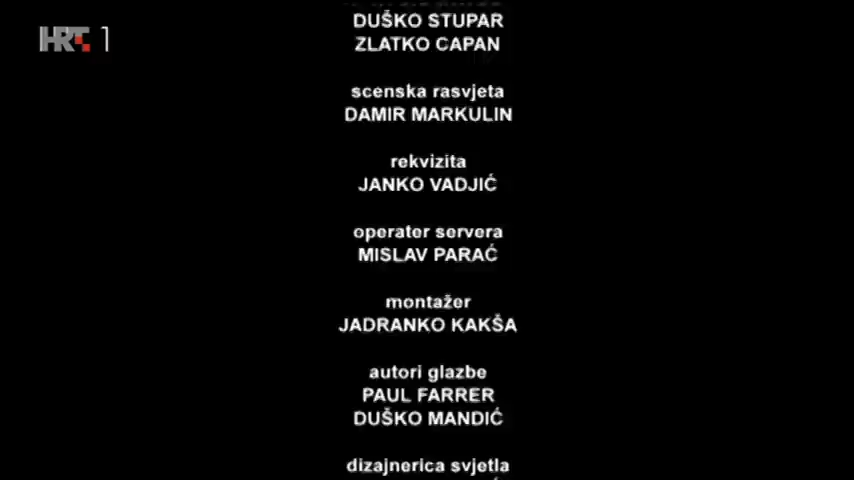 HRT 1
DUŠKO STUPAR
ZLATKO CAPAN
scenska rasvjeta
DAMIR MARKULIN
rekvizita
JANKO VADJIĆ
operater servera
MISLAV PARAĆ
montažer
JADRANKO KAKŠA
autori glazbe
PAUL FARRER
DUŠKO MANDIĆ
dizajnerica svjetla